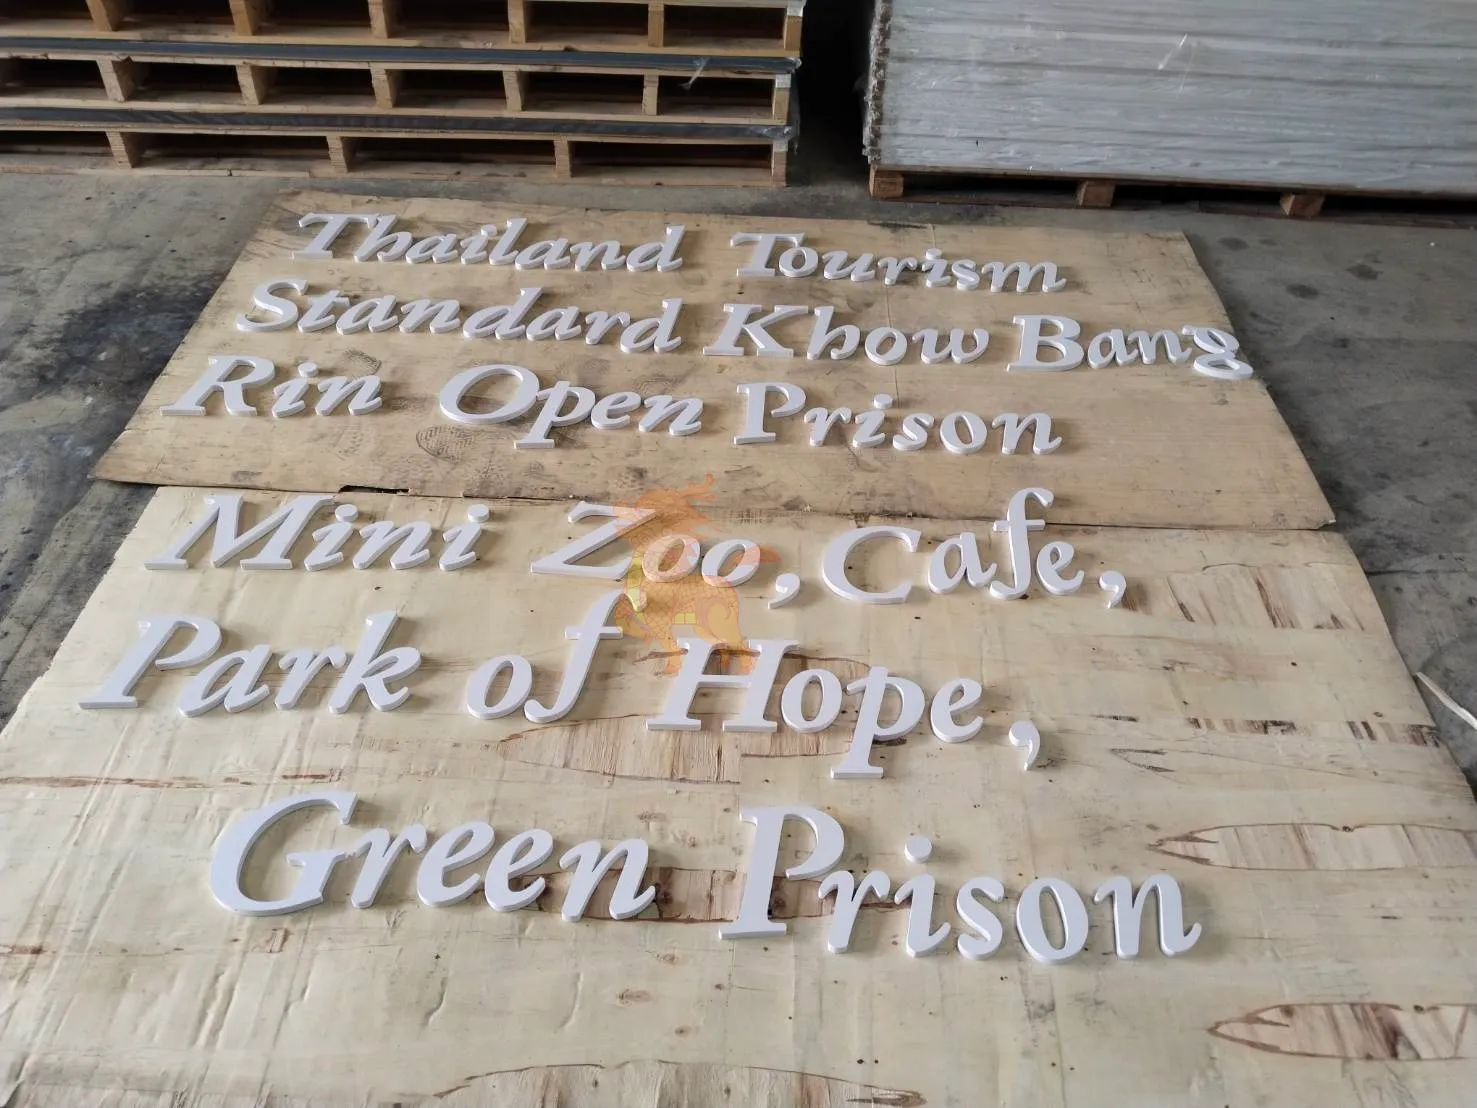 Thailand Tourism
Standard Khow Bang
Rin Open Prison
Mini Zoo, Cafe,
Park of Hope,
Green Prison